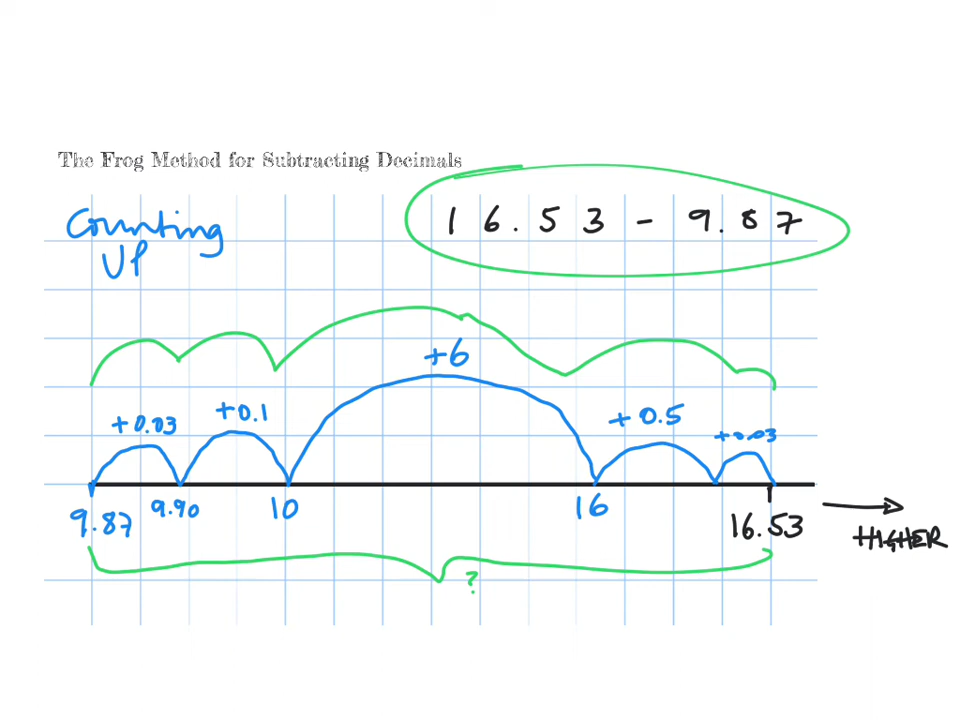 The Frog Method for Subtracting Decimals
16.53 - 9.87
Counting
UP
+6
+0.03
+0.1
+0.5
+0.03
9.87
9.90
10
16
16.53
HIGHER
?